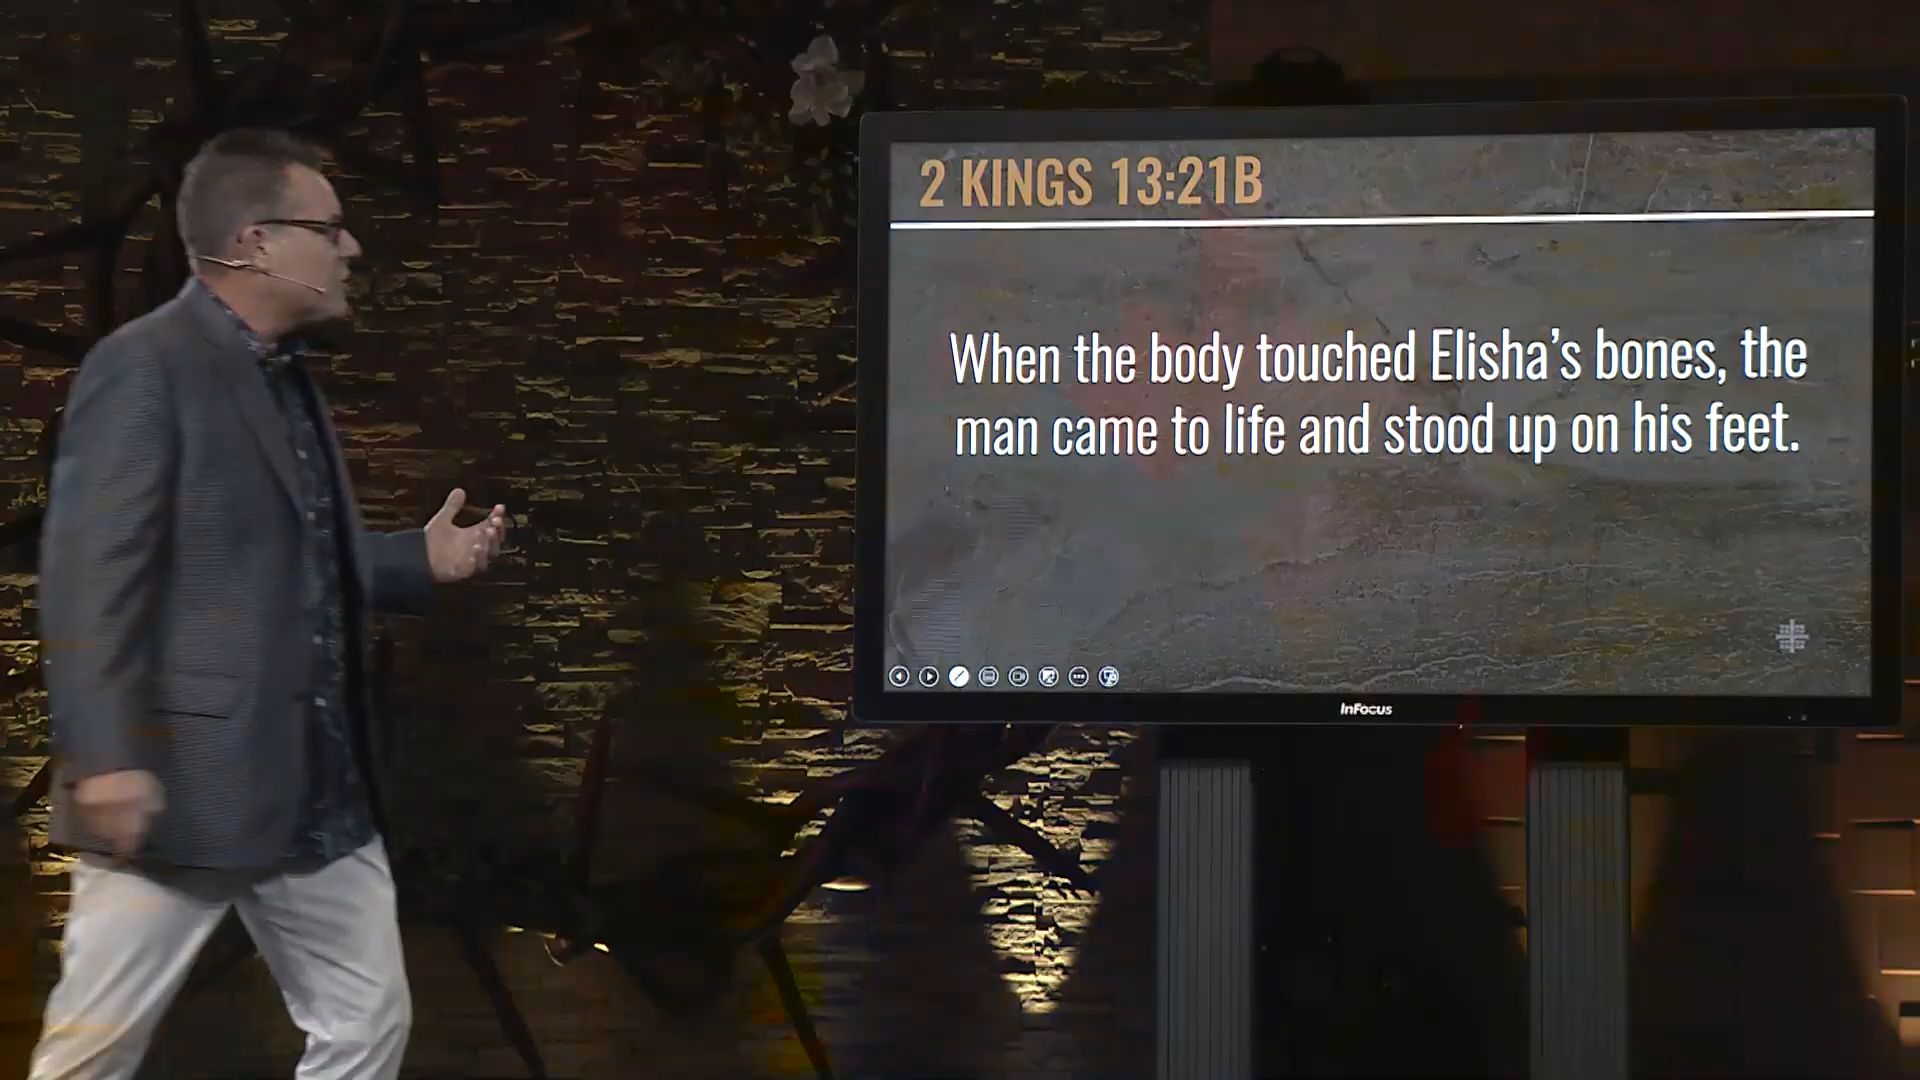 2 KINGS 13:21B
When the body touched Elisha's bones, the
man came to life and stood up on his feet.
InFocus